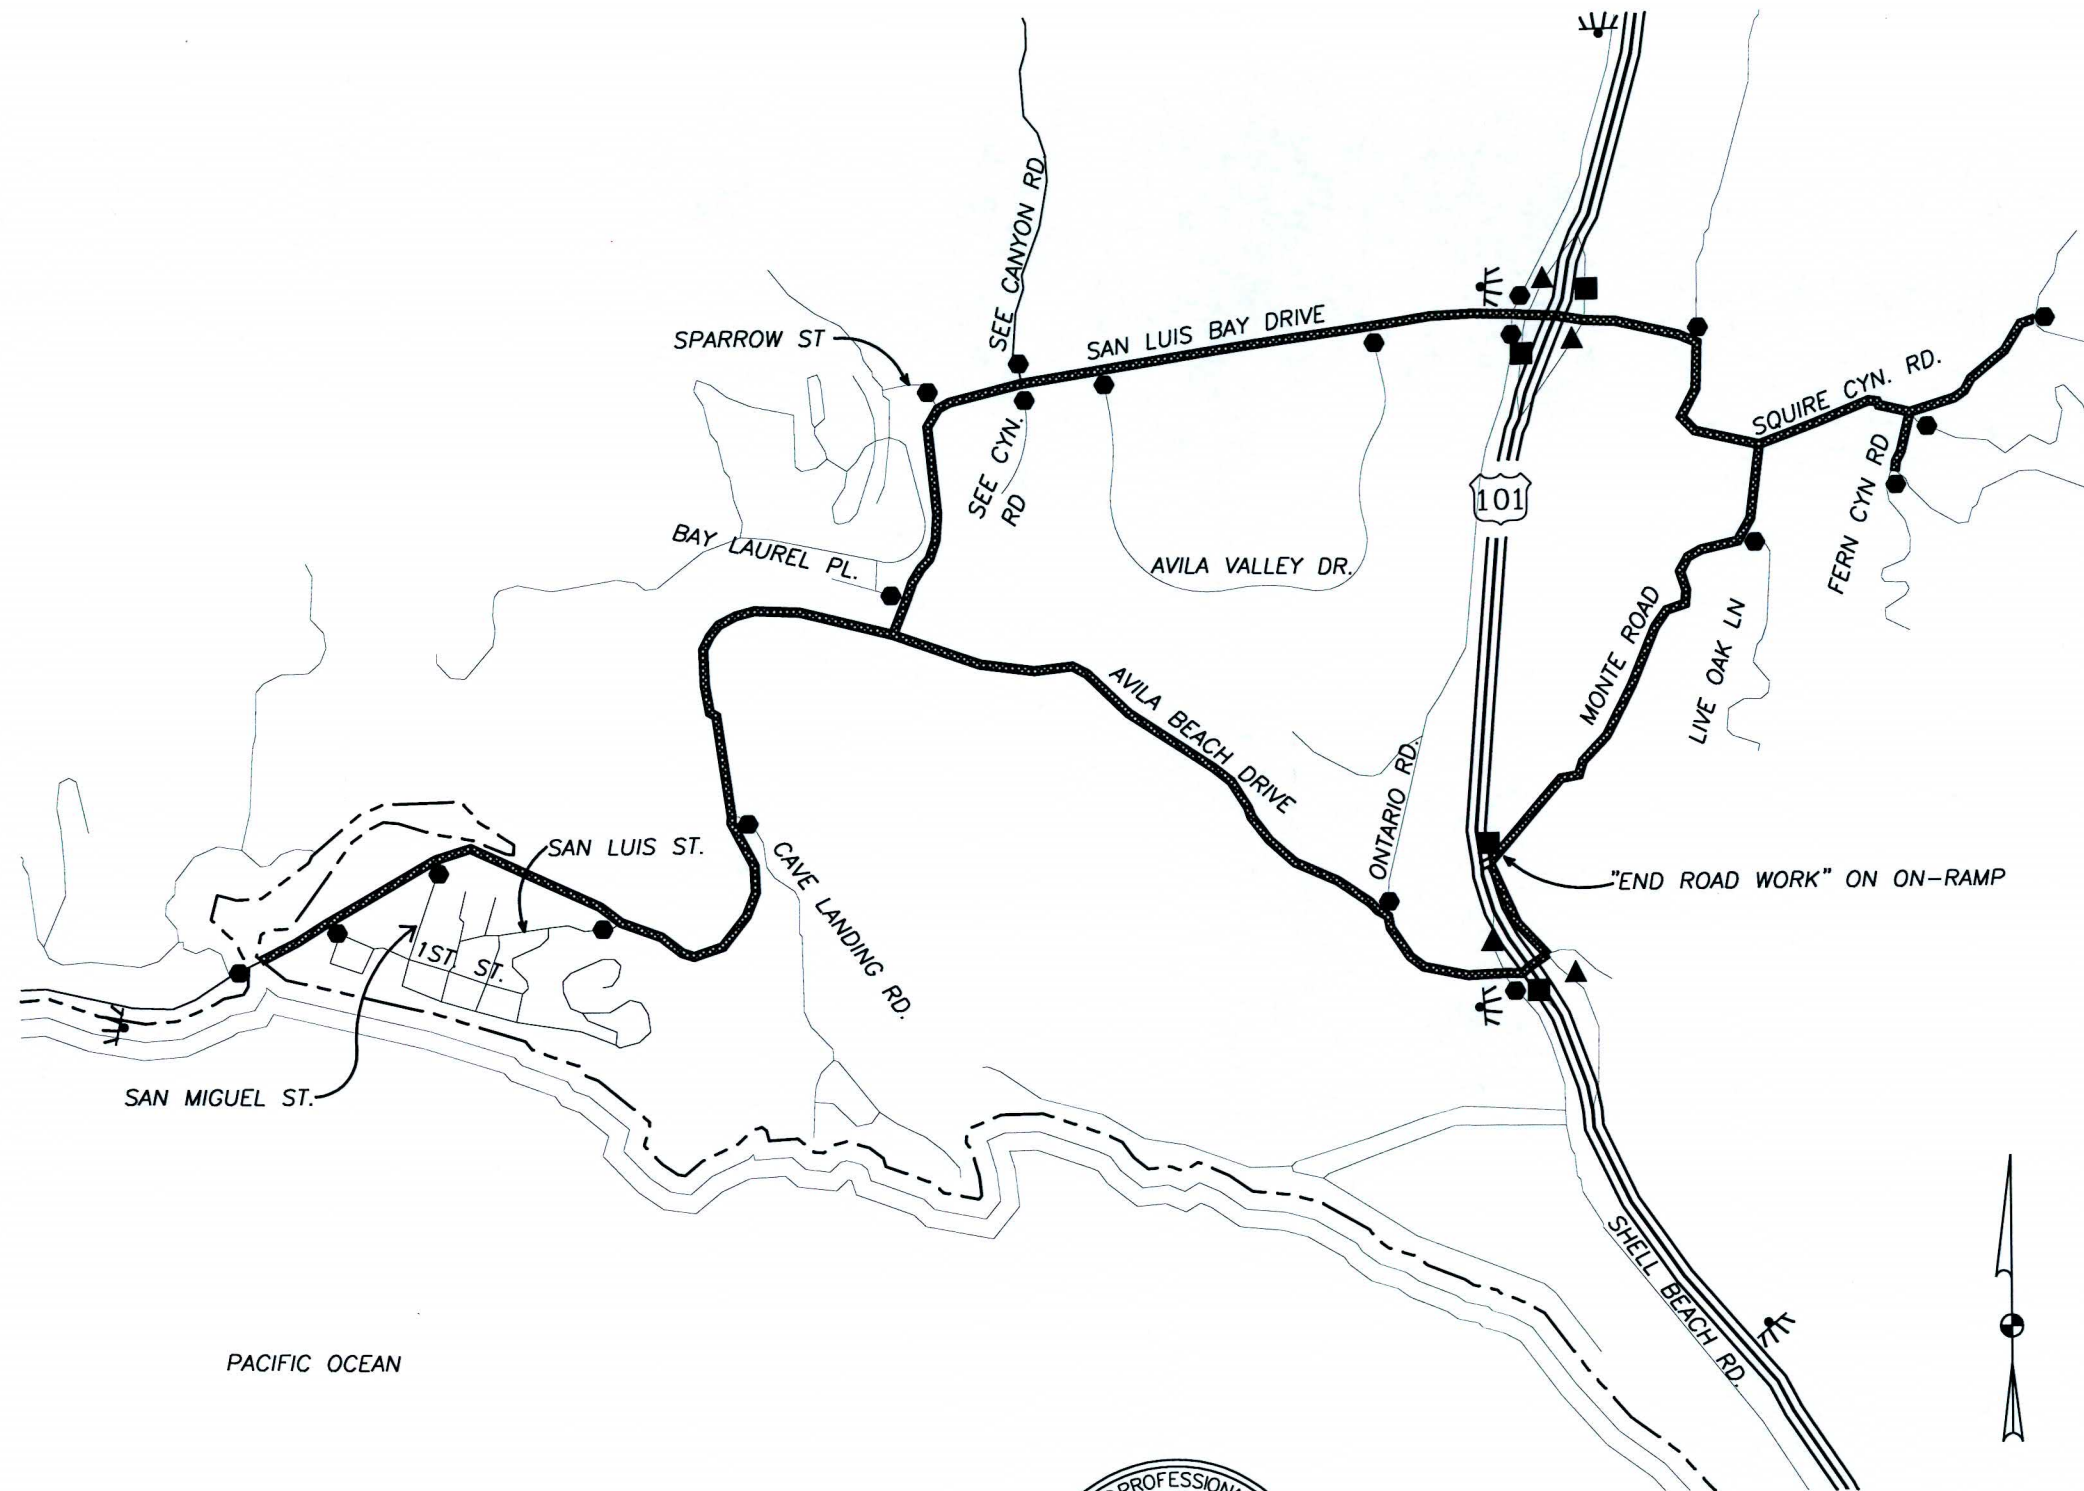 SEE CANYON RD
SPARROW ST
SAN LUIS BAY DRIVE
SQUIRE CYN. RD.
SEE CYN.
RD
101
FERN CYN RD
BAY LAUREL PL.
AVILA VALLEY DR.
MONTE ROAD
LIVE OAK LN
AVILA BEACH DRIVE
ONTARIO RD.
SAN LUIS ST.
CAVE LANDING RD.
"END ROAD WORK" ON ON-RAMP
1ST. ST.
SAN MIGUEL ST.
SHELL BEACH RD.
PACIFIC OCEAN
PROFESSIONA